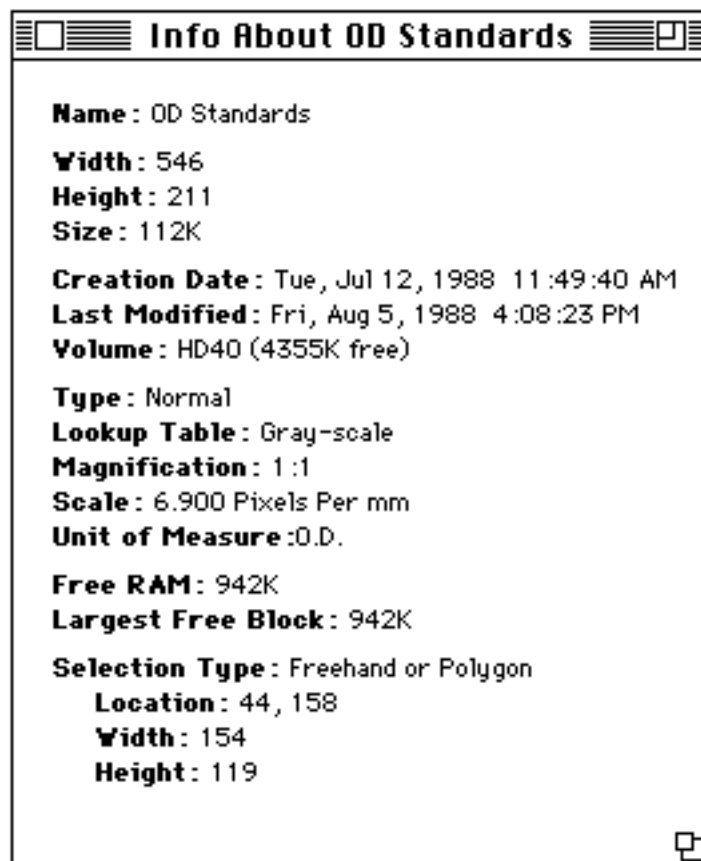 Info About OD Standards
Name: OD Standards
Width: 546
Height: 211
Size: 112K
Creation Date: Tue, Jul 12, 1988 11:49:40 AM
Last Modified: Fri, Aug 5, 1988 4:08:23 PM
Volume: HD40 (4355K free)
Type: Normal
Lookup Table: Gray-scale
Magnification: 1:1
Scale: 6.900 Pixels Per mm
Unit of Measure:O.D.
Free RAM: 942K
Largest Free Block: 942K
Selection Type: Freehand or Polygon
Location: 44, 158
Width: 154
Height: 119